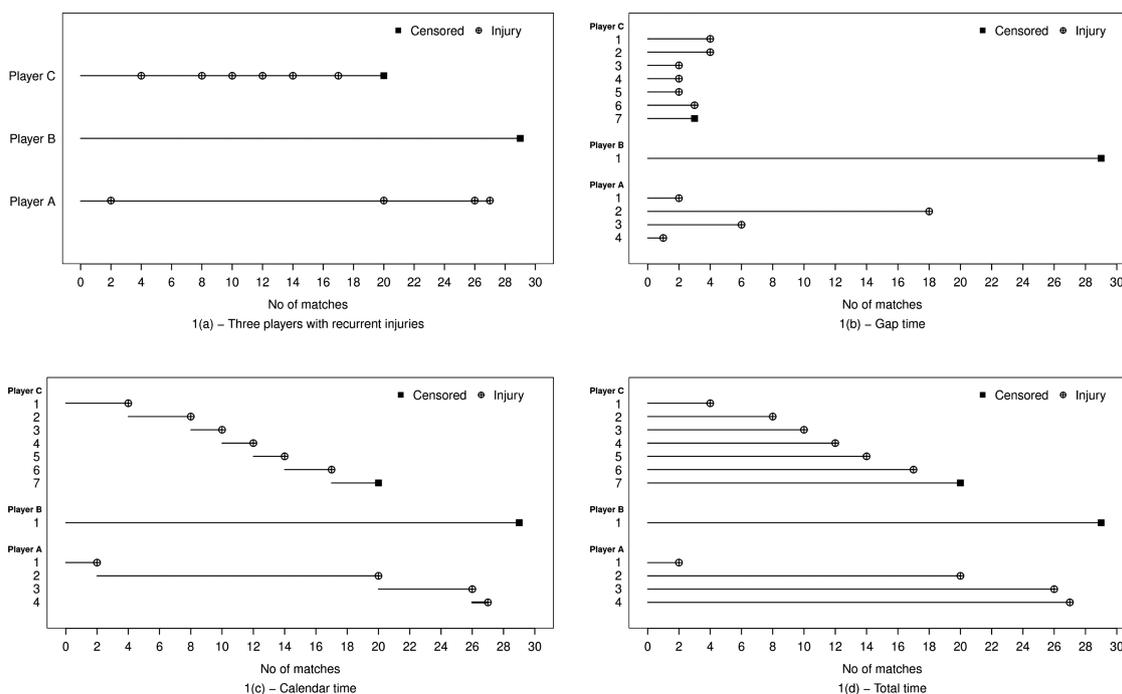 Censored Injury
Player C
Player B
Player A
0 2 4 6 8 10 12 14 16 18 20 22 24 26 28 30
No of matches
1(a) – Three players with recurrent injuries
Censored Injury
Player C
1
2
3
4
5
6
7
Player B
1
Player A
1
2
3
4
0 2 4 6 8 10 12 14 16 18 20 22 24 26 28 30
No of matches
1(b) – Gap time
Censored Injury
Player C
1
2
3
4
5
6
7
Player B
1
Player A
1
2
3
4
0 2 4 6 8 10 12 14 16 18 20 22 24 26 28 30
No of matches
1(c) – Calendar time
Censored Injury
Player C
1
2
3
4
5
6
7
Player B
1
Player A
1
2
3
4
0 2 4 6 8 10 12 14 16 18 20 22 24 26 28 30
No of matches
1(d) – Total time